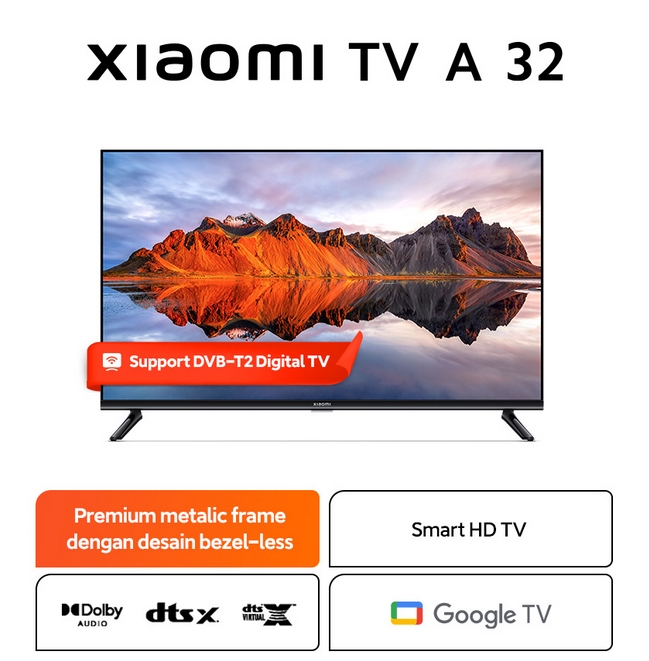 xiaomi TV A 32
Support DVB-T2 Digital TV
xiaomi
Premium metalic frame
dengan desain bezel-less
Smart HD TV
Dolby
AUDIO
dts X
dts
VIRTUAL:X
Google TV